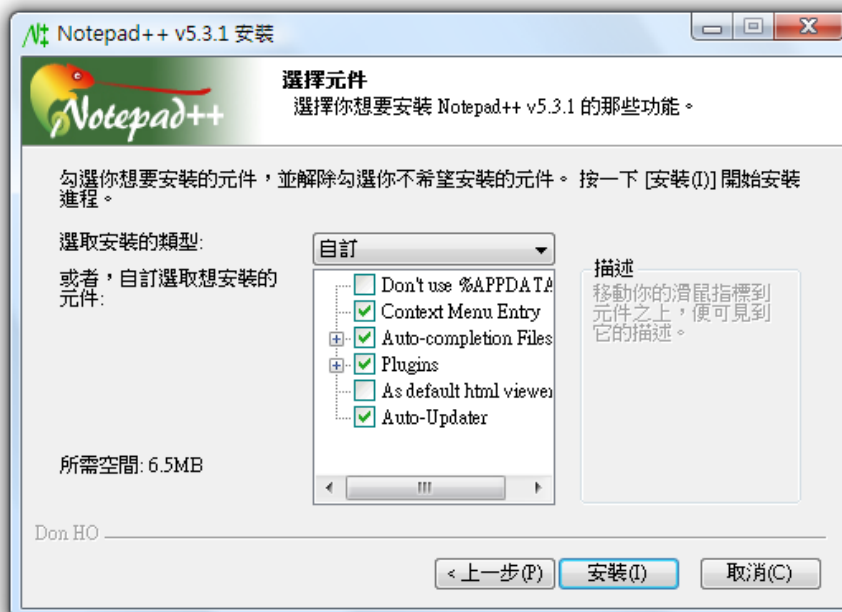 Notepad++ v5.3.1 安裝
Notepad++
選擇元件
選擇你想要安裝 Notepad++ v5.3.1 的那些功能。
勾選你想要安裝的元件，並解除勾選你不希望安裝的元件。 按一下 [安裝(I)] 開始安裝
進程。
選取安裝的類型:
自訂
或者，自訂選取想安裝的
元件:
Don't use %APPDATA
Context Menu Entry
Auto-completion Files
Plugins
As default html viewer
Auto-Updater
描述
移動你的滑鼠指標到
元件之上，便可見到
它的描述。
所需空間: 6.5MB
Don HO
< 上一步(P)
安裝(I)
取消(C)